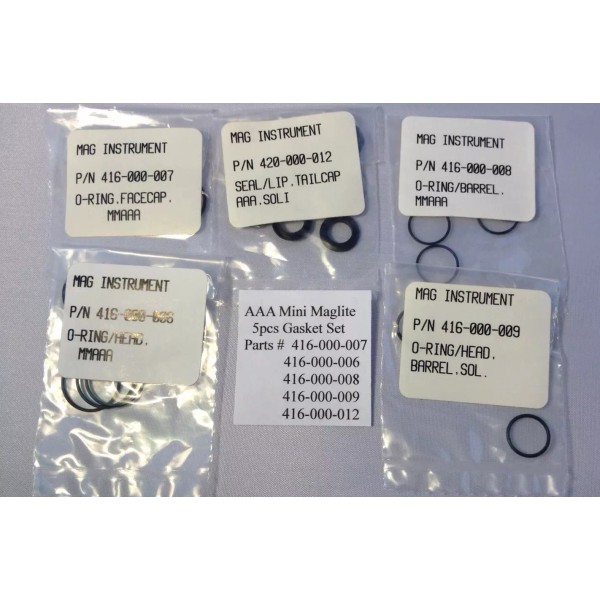 MAG INSTRUMENT
P/N 416-000-007
O-RING.FACECAP.
MMAAA
MAG INSTRUMENT
P/N 420-000-012
SEAL/LIP.TAILCAP
AAA.SOLI
MAG INSTRUMENT
P/N 416-000-008
O-RING/BARREL.
MMAAA
MAG INSTRUMENT
P/N 416-000-006
O-RING/HEAD.
MMAAA
AAA Mini Maglite
5pcs Gasket Set
Parts # 416-000-007
416-000-006
416-000-008
416-000-009
416-000-012
MAG INSTRUMENT
P/N 416-000-009
O-RING/HEAD.
BARREL.SOL.